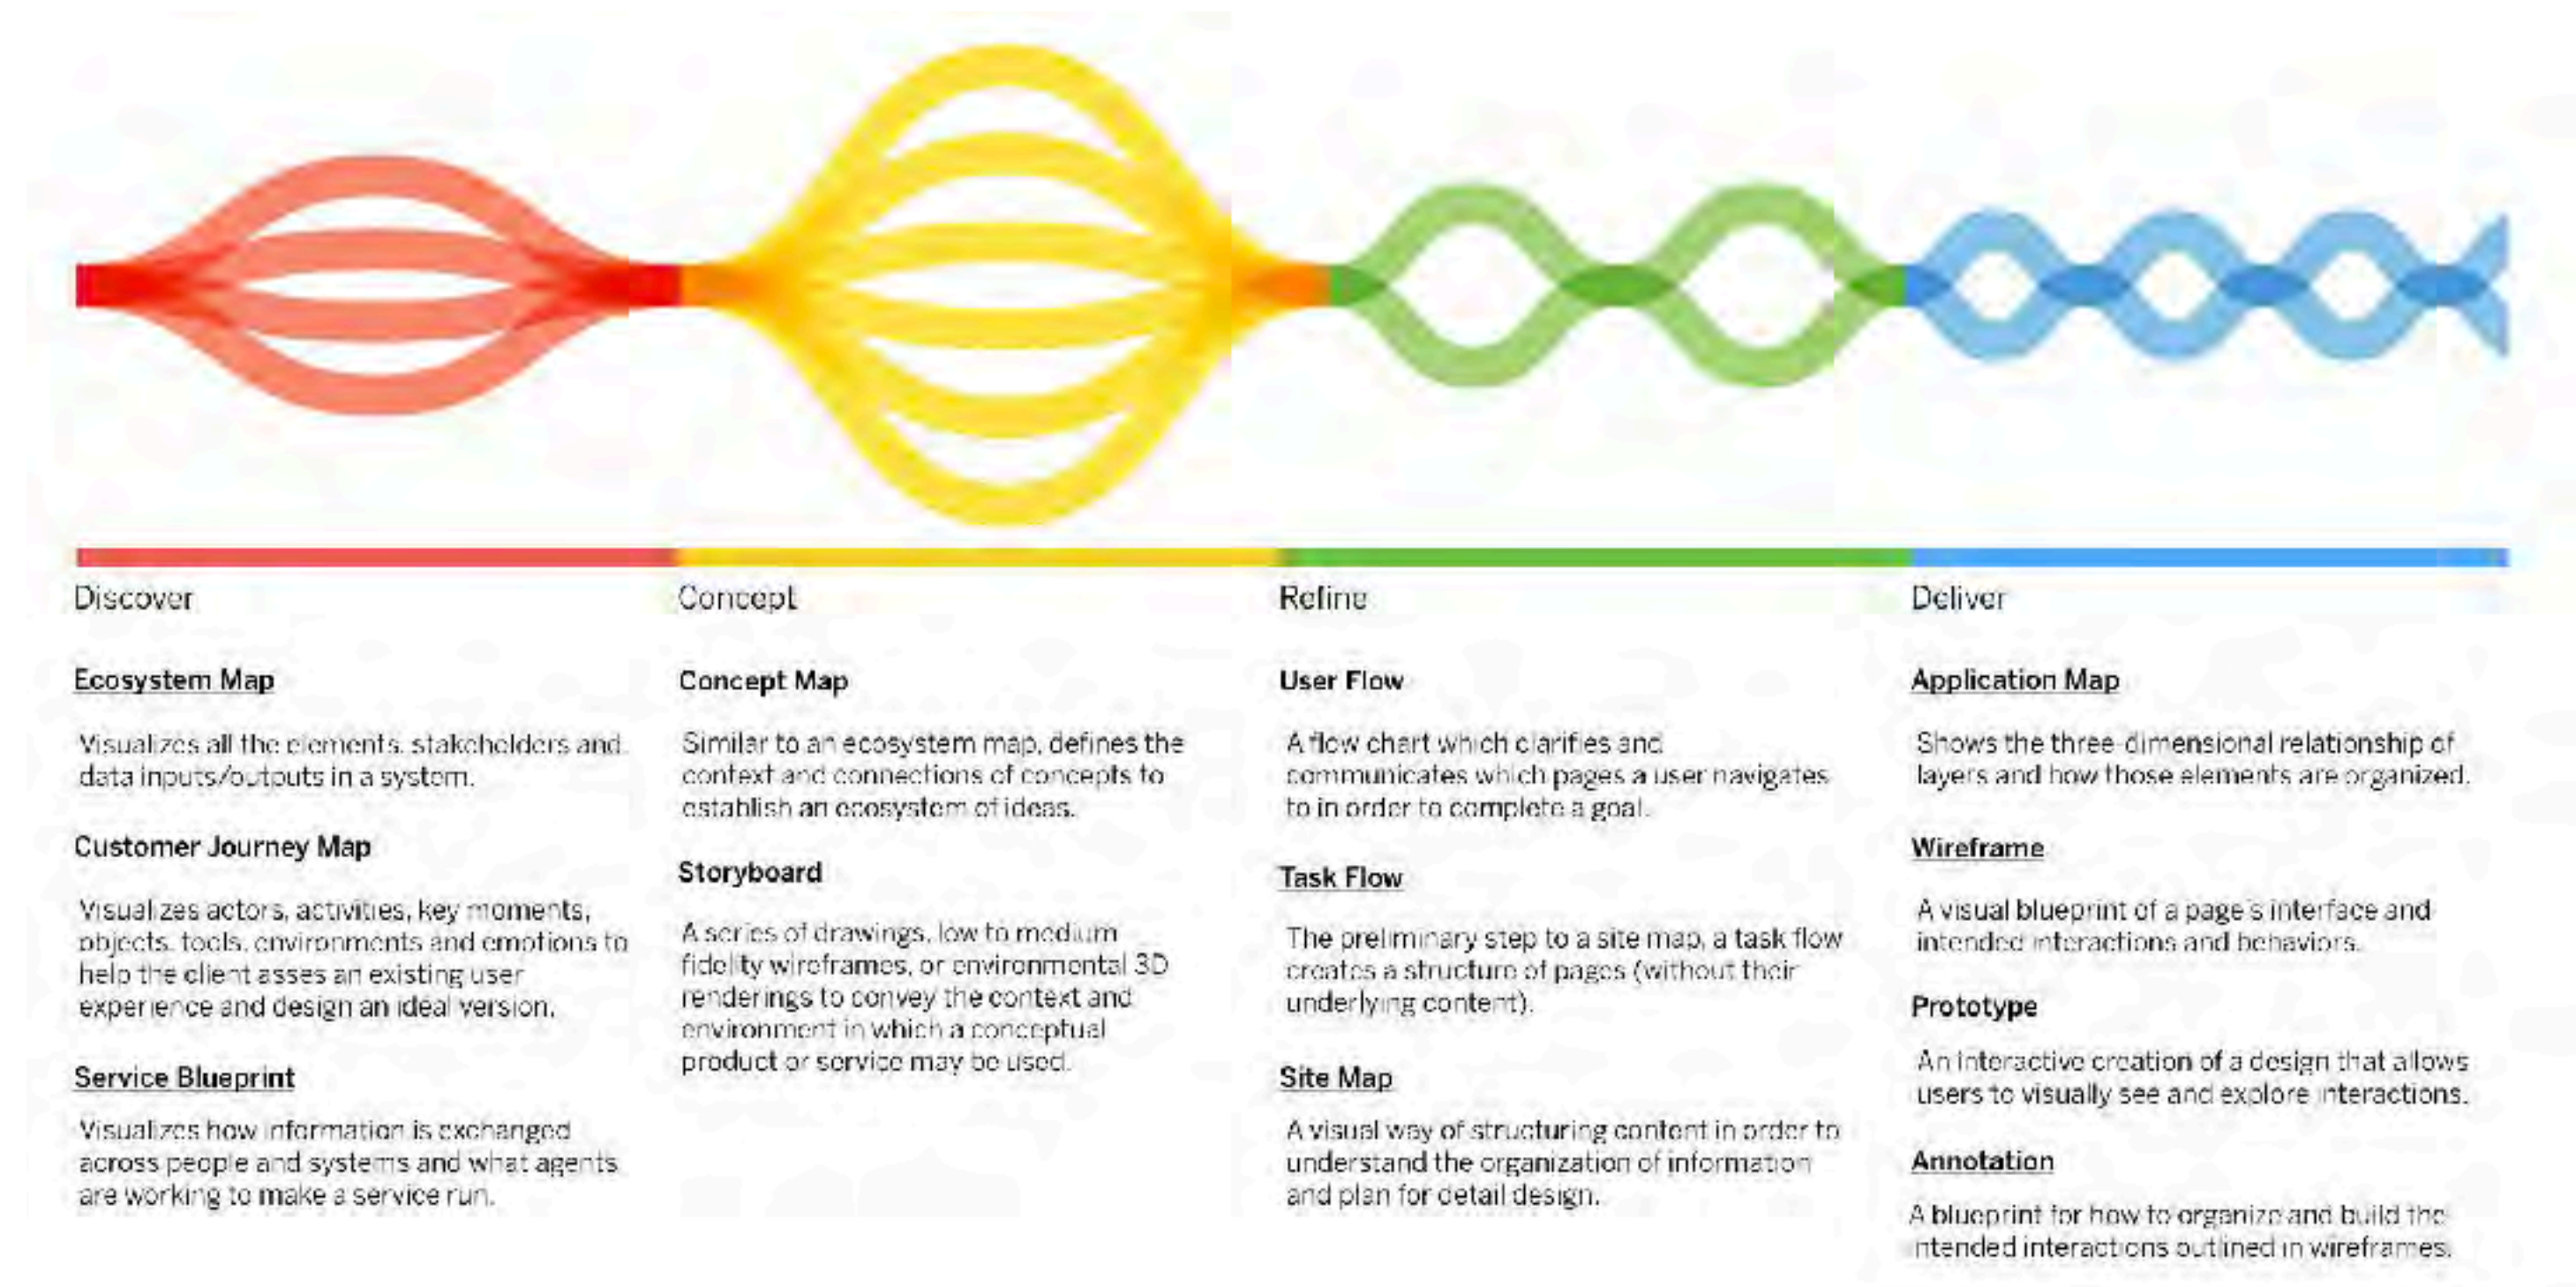 Discover
Ecosystem Map
Visualizes all the elements, stakeholders and
data inputs/outputs in a system.
Customer Journey Map
Visualizes actors, activities, key moments,
objects, tools, environments and emotions to
help the client asses an existing user
experience and design an ideal version.
Service Blueprint
Visualizes how information is exchanged
across people and systems and what agents
are working to make a service run.
Concept
Concept Map
Similar to an ecosystem map, defines the
context and connections of concepts to
establish an ecosystem of ideas.
Storyboard
A series of drawings, low to medium
fidelity wireframes, or environmental 3D
renderings to convey the context and
environment in which a conceptual
product or service may be used.
Refine
User Flow
A flow chart which clarifies and
communicates which pages a user navigates
to in order to complete a goal.
Task Flow
The preliminary step to a site map, a task flow
creates a structure of pages (without their
underlying content).
Site Map
A visual way of structuring content in order to
understand the organization of information
and plan for detail design.
Deliver
Application Map
Shows the three-dimensional relationship of
layers and how those elements are organized.
Wireframe
A visual blueprint of a page's interface and
intended interactions and behaviors.
Prototype
An interactive creation of a design that allows
users to visually see and explore interactions.
Annotation
A blueprint for how to organize and build the
intended interactions outlined in wireframes.